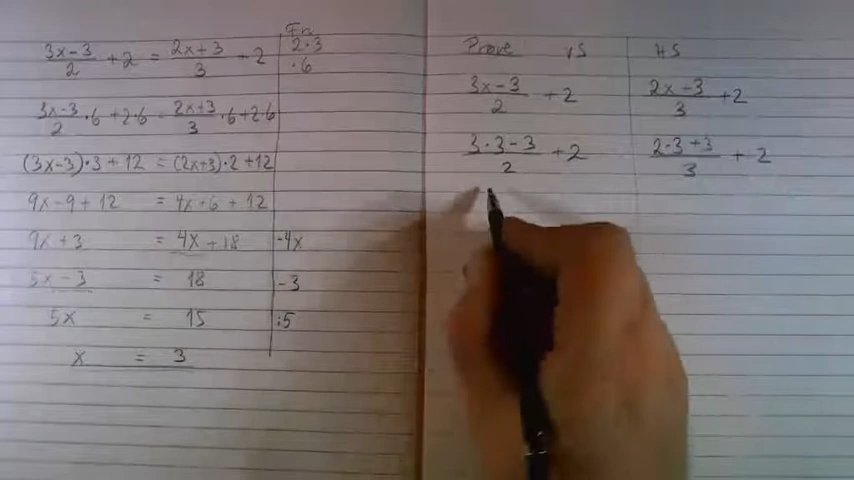 Fn
(3x-3)/2 + 2 = (2x+3)/3 + 2 | 2·3
·6
(3x-3)/2 ·6 + 2·6 = (2x+3)/3 ·6 + 2·6
(3x-3)·3 + 12 = (2x+3)·2 + 12
9x - 9 + 12 = 4x + 6 + 12
9x + 3 = 4x + 18 | -4x
5x - 3 = 18 | -3
5x = 15 | :5
x = 3
Prove VS HS
(3x-3)/2 + 2 | (2x-3)/3 + 2
(3·3-3)/2 + 2 | (2·3+3)/3 + 2